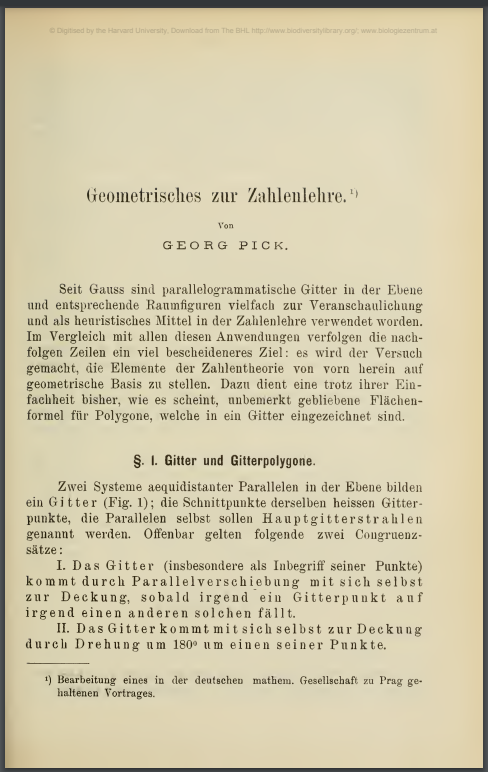 © Digitised by the Harvard University, Download from The BHL http://www.biodiversitylibrary.org/; www.biologiezentrum.at
Geometrisches zur Zahlenlehre.¹)
Von
GEORG PICK.
Seit Gauss sind parallelogrammatische Gitter in der Ebene
und entsprechende Raumfiguren vielfach zur Veranschaulichung
und als heuristisches Mittel in der Zahlenlehre verwendet worden.
Im Vergleich mit allen diesen Anwendungen verfolgen die nach-
folgen Zeilen ein viel bescheideneres Ziel: es wird der Versuch
gemacht, die Elemente der Zahlentheorie von vorn herein auf
geometrische Basis zu stellen. Dazu dient eine trotz ihrer Ein-
fachheit bisher, wie es scheint, unbemerkt gebliebene Flächen-
formel für Polygone, welche in ein Gitter eingezeichnet sind.
§. I. Gitter und Gitterpolygone.
Zwei Systeme aequidistanter Parallelen in der Ebene bilden
ein Gitter (Fig. 1); die Schnittpunkte derselben heissen Gitter-
punkte, die Parallelen selbst sollen Hauptgitterstrahlen
genannt werden. Offenbar gelten folgende zwei Congruenz-
sätze:
I. Das Gitter (insbesondere als Inbegriff seiner Punkte)
kommt durch Parallelverschiebung mit sich selbst
zur Deckung, sobald irgend ein Gitterpunkt auf
irgend einen anderen solchen fällt.
II. Das Gitter kommt mit sich selbst zur Deckung
durch Drehung um 180° um einen seiner Punkte.
¹) Bearbeitung eines in der deutschen mathem. Gesellschaft zu Prag ge-
haltenen Vortrages.